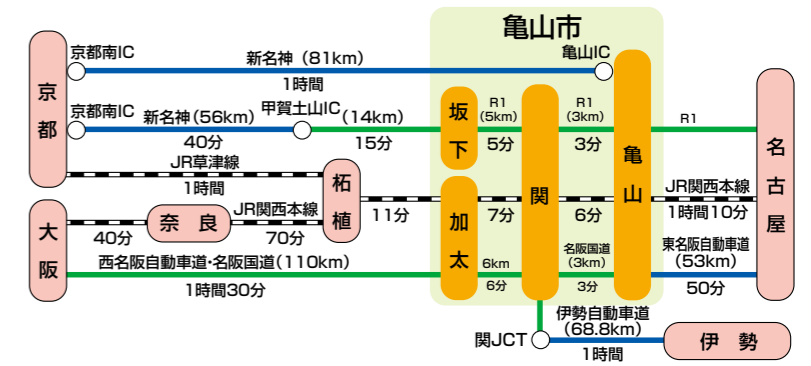 亀山市
京都南IC
新名神（81km）
亀山IC
1時間
京都
京都南IC
新名神(56km)
甲賀土山IC
(14km)
40分
15分
坂下
R1
(5km)
5分
関
R1
(3km)
3分
亀山
R1
名古屋
JR草津線
1時間
柘植
大阪
40分
奈良
JR関西本線
70分
11分
加太
7分
6分
JR関西本線
1時間10分
西名阪自動車道･名阪国道(110km)
1時間30分
6km
6分
名阪国道
(3km)
3分
東名阪自動車道
(53km)
50分
関JCT
伊勢自動車道
(68.8km)
1時間
伊勢